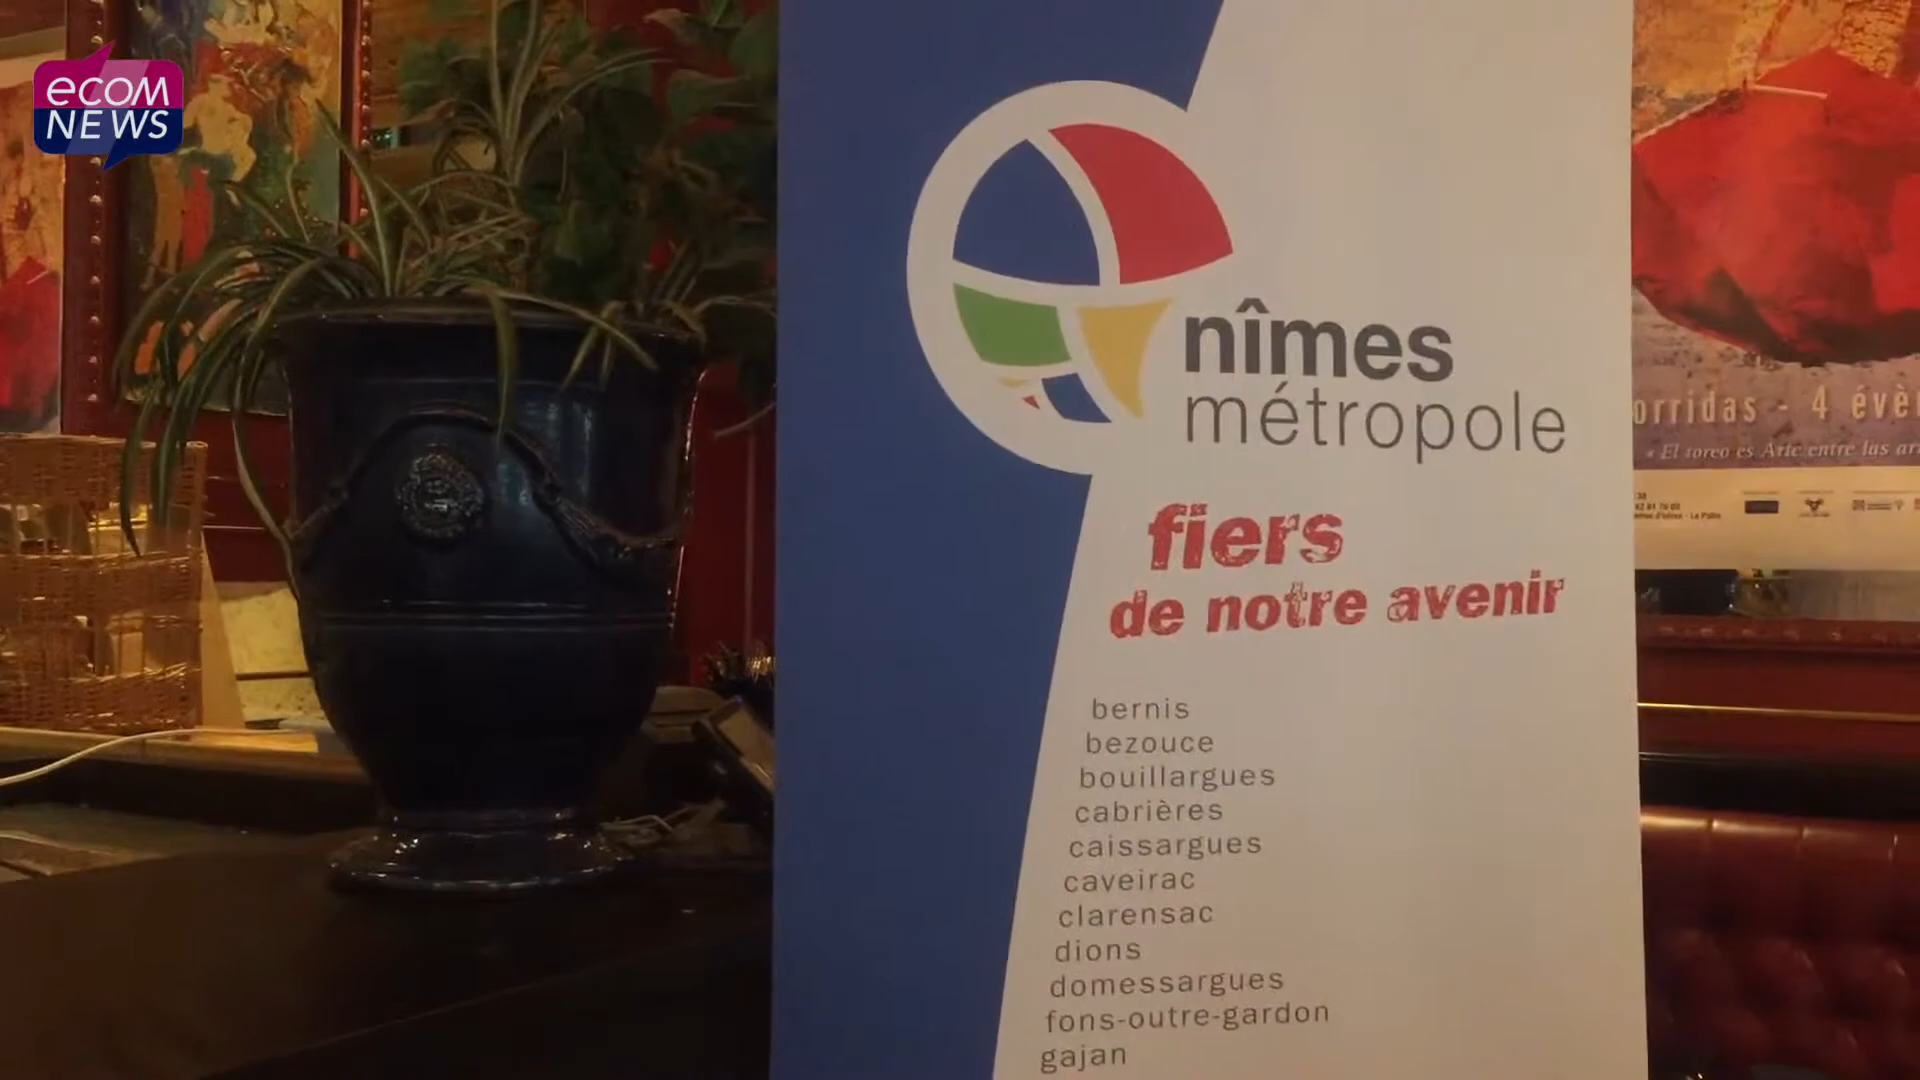 ecom
NEWS
nîmes
métropole
fiers
de notre avenir
bernis
bezouce
bouillargues
cabrières
caissargues
caveirac
clarensac
dions
domessargues
fons-outre-gardon
gajan
orridas - 4 évè
« El toreo es Arte entre las ar